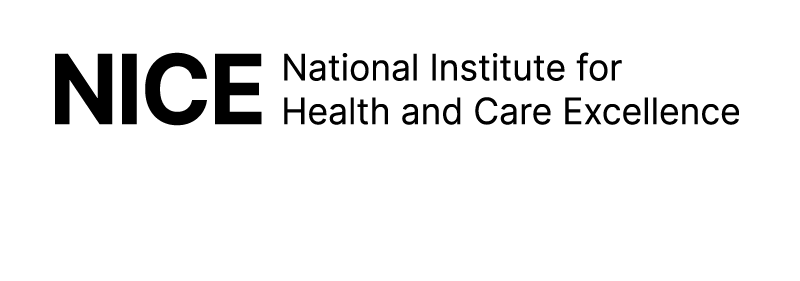 NICE National Institute for
Health and Care Excellence